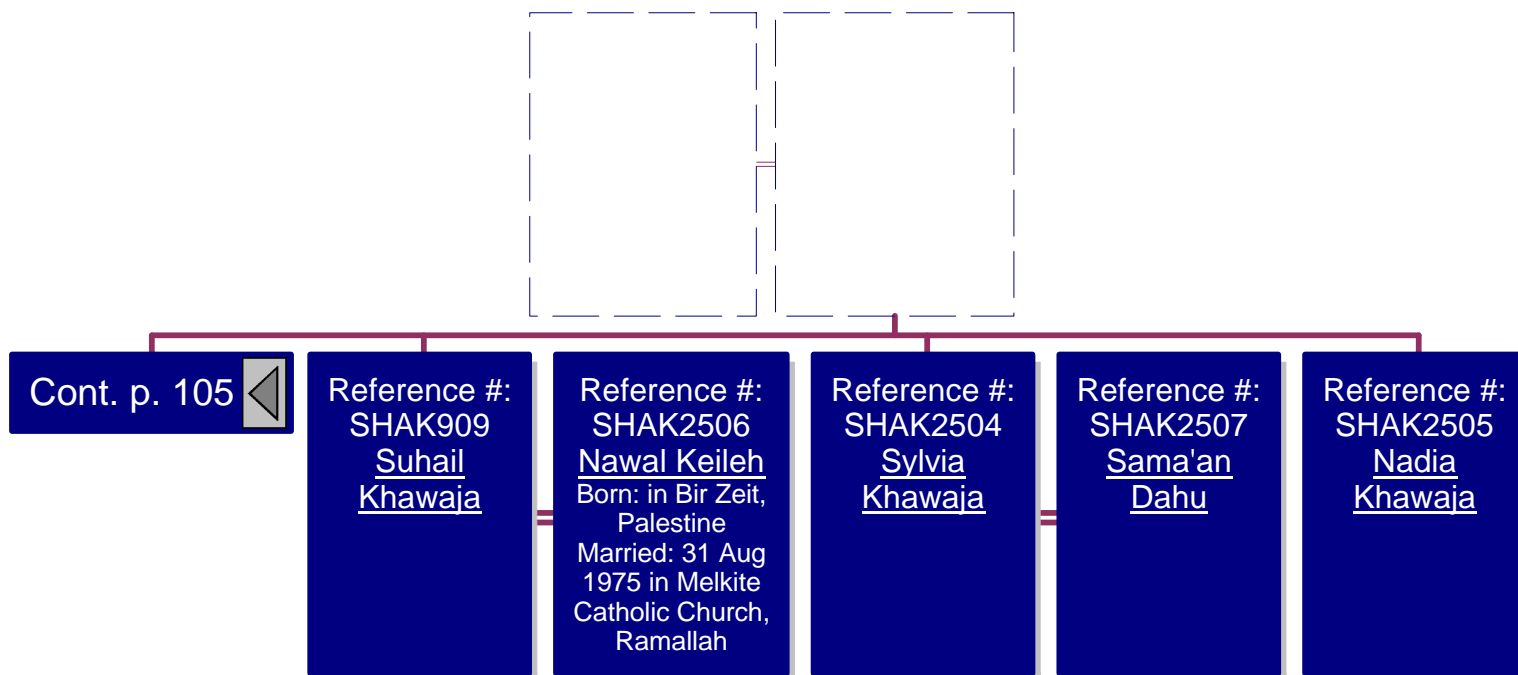 Cont. p. 105
Reference #:
SHAK909
Suhail
Khawaja
Reference #:
SHAK2506
Nawal Keileh
Born: in Bir Zeit,
Palestine
Married: 31 Aug
1975 in Melkite
Catholic Church,
Ramallah
Reference #:
SHAK2504
Sylvia
Khawaja
Reference #:
SHAK2507
Sama'an
Dahu
Reference #:
SHAK2505
Nadia
Khawaja